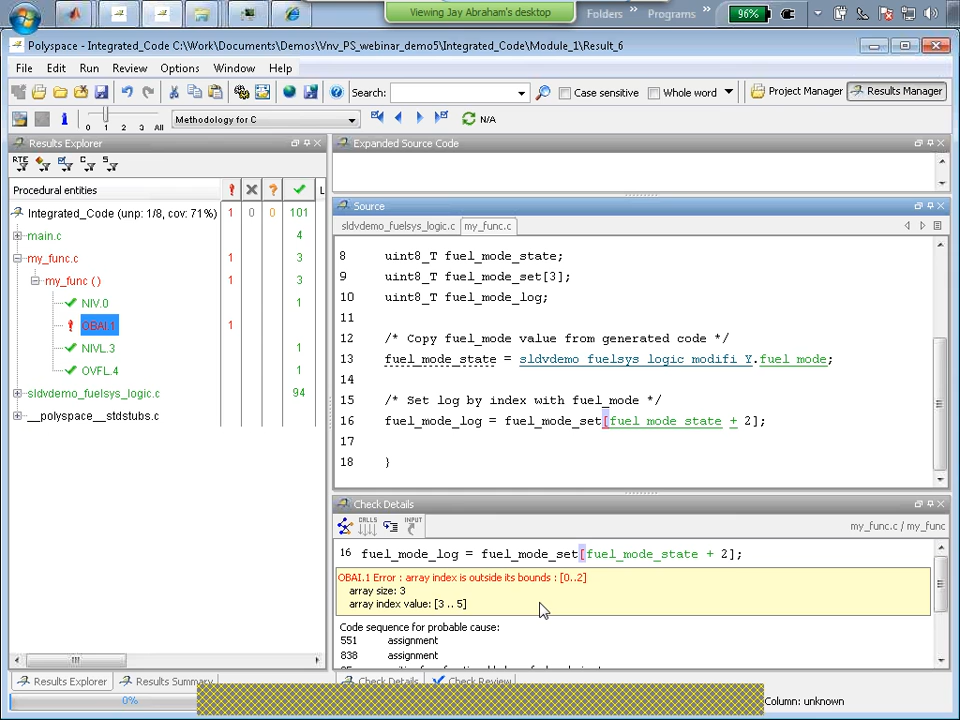 Viewing Jay Abraham's desktop
Folders
Programs
96%
Polyspace - Integrated_Code C:\Work\Documents\Demos\Vnv_PS_webinar_demo5\Integrated_Code\Module_1\Result_6
File Edit Run Review Options Window Help
Search:
Case sensitive
Whole word
Project Manager
Results Manager
0 1 2 3 All
Methodology for C
N/A
Results Explorer
Procedural entities
L
Integrated_Code (unp: 1/8, cov: 71%) 1 0 0 101
main.c 4
my_func.c 1 3
my_func () 1 3
NIV.0 1
OBAI.1 1
NIVL.3 1
OVFL.4 1
sldvdemo_fuelsys_logic.c 94
__polyspace__stdstubs.c
Expanded Source Code
Source
sldvdemo_fuelsys_logic.c my_func.c
8 uint8_T fuel_mode_state;
9 uint8_T fuel_mode_set[3];
10 uint8_T fuel_mode_log;
11
12 /* Copy fuel_mode value from generated code */
13 fuel_mode_state = sldvdemo_fuelsys_logic_modifi_Y.fuel_mode;
14
15 /* Set log by index with fuel_mode */
16 fuel_mode_log = fuel_mode_set[fuel_mode_state + 2];
17
18 }
Check Details
CALLS
INPUT
my_func.c / my_func
16 fuel_mode_log = fuel_mode_set[fuel_mode_state + 2];
OBAI.1 Error : array index is outside its bounds : [0..2]
array size: 3
array index value: [3 .. 5]
Code sequence for probable cause:
551 assignment
838 assignment
Results Explorer
Results Summary
Check Details
Check Review
0%
Column: unknown